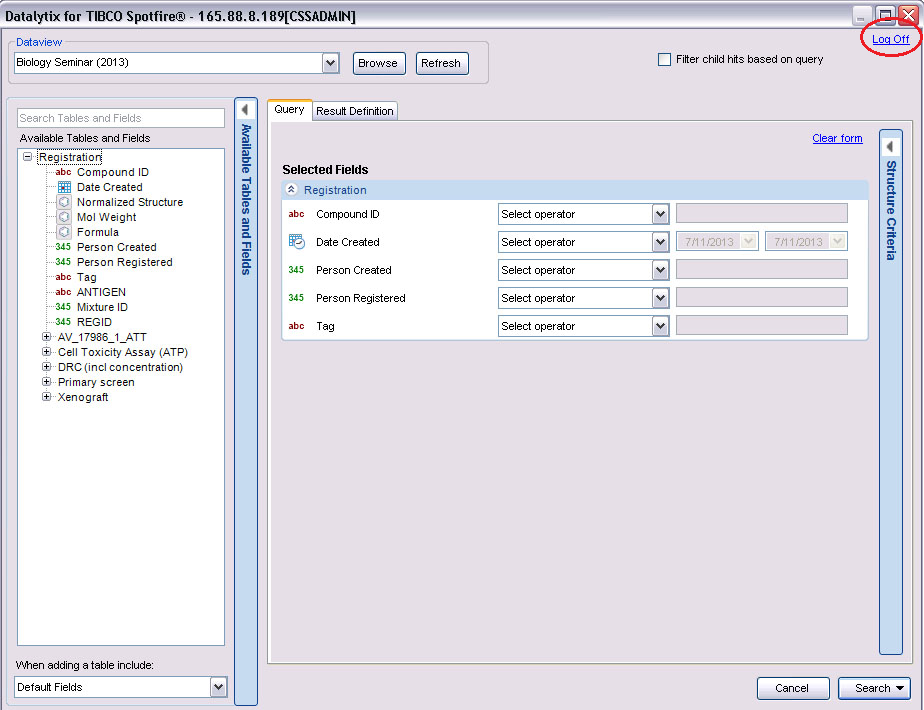 Datalytix for TIBCO Spotfire® - 165.88.8.189[CSSADMIN]
Log Off
Dataview
Biology Seminar (2013)
Browse
Refresh
Filter child hits based on query
Search Tables and Fields
Available Tables and Fields
Registration
abc Compound ID
Date Created
Normalized Structure
Mol Weight
Formula
345 Person Created
345 Person Registered
abc Tag
abc ANTIGEN
345 Mixture ID
345 REGID
AV_17986_1_ATT
Cell Toxicity Assay (ATP)
DRC (incl concentration)
Primary screen
Xenograft
When adding a table include:
Default Fields
Available Tables and Fields
Query
Result Definition
Clear form
Selected Fields
Registration
abc Compound ID Select operator
Date Created Select operator 7/11/2013 7/11/2013
345 Person Created Select operator
345 Person Registered Select operator
abc Tag Select operator
Structure Criteria
Cancel
Search